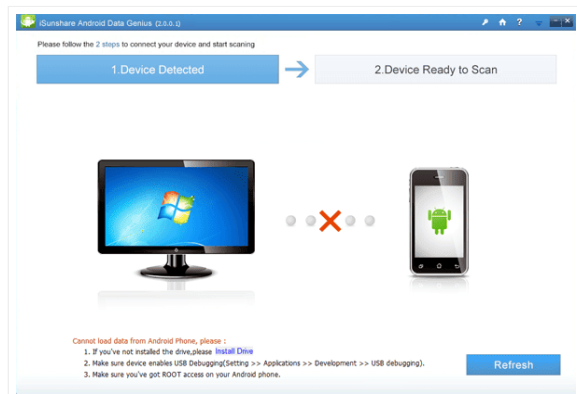 iSunshare Android Data Genius (2.0.0.1)
Please follow the 2 steps to connect your device and start scaning
1.Device Detected
2.Device Ready to Scan
Cannot load data from Android Phone, please :
1. If you've not installed the drive,please Install Drive
2. Make sure device enables USB Debugging(Setting >> Applications >> Development >> USB debugging).
3. Make sure you've got ROOT access on your Android phone.
Refresh